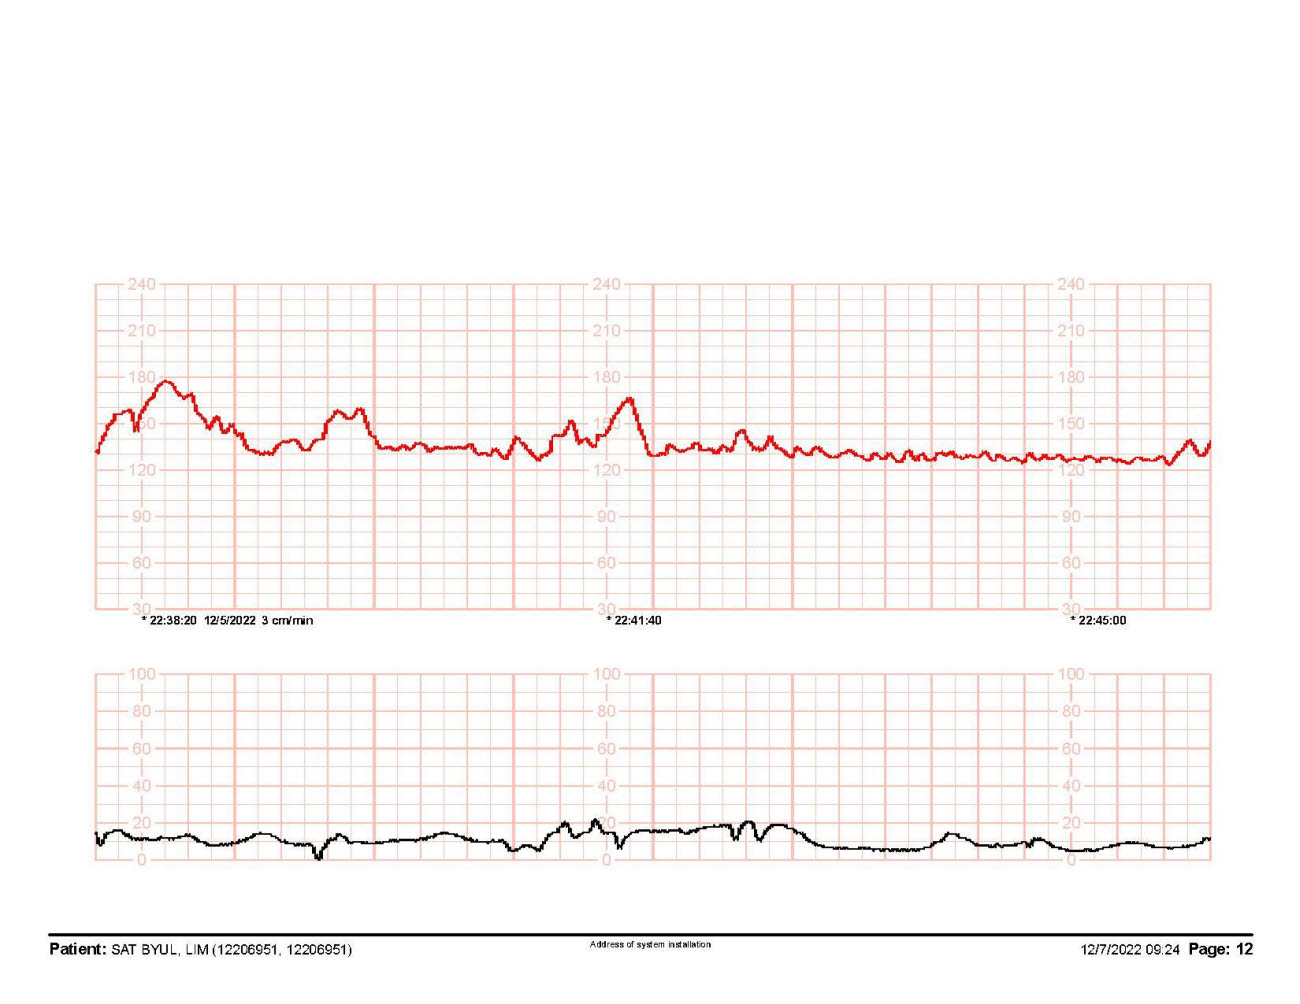 240 240 240
210 210 210
180 180 180
150 150 150
120 120 120
90 90 90
60 60 60
30 30 30
* 22:38:20 12/5/2022 3 cm/min * 22:41:40 * 22:45:00
100 100 100
80 80 80
60 60 60
40 40 40
20 20 20
0 0 0
Address of system installation
Patient: SAT BYUL, LIM (12206951, 12206951) 12/7/2022 09:24 Page: 12